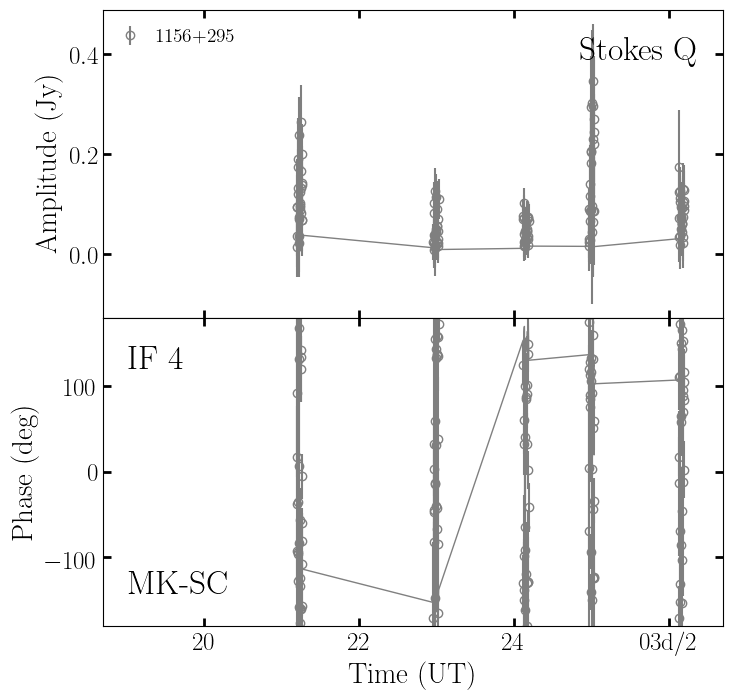 1156+295
Stokes Q
Amplitude (Jy)
0.4
0.2
0.0
IF 4
MK-SC
Phase (deg)
100
0
−100
20 22 24 03d/2
Time (UT)